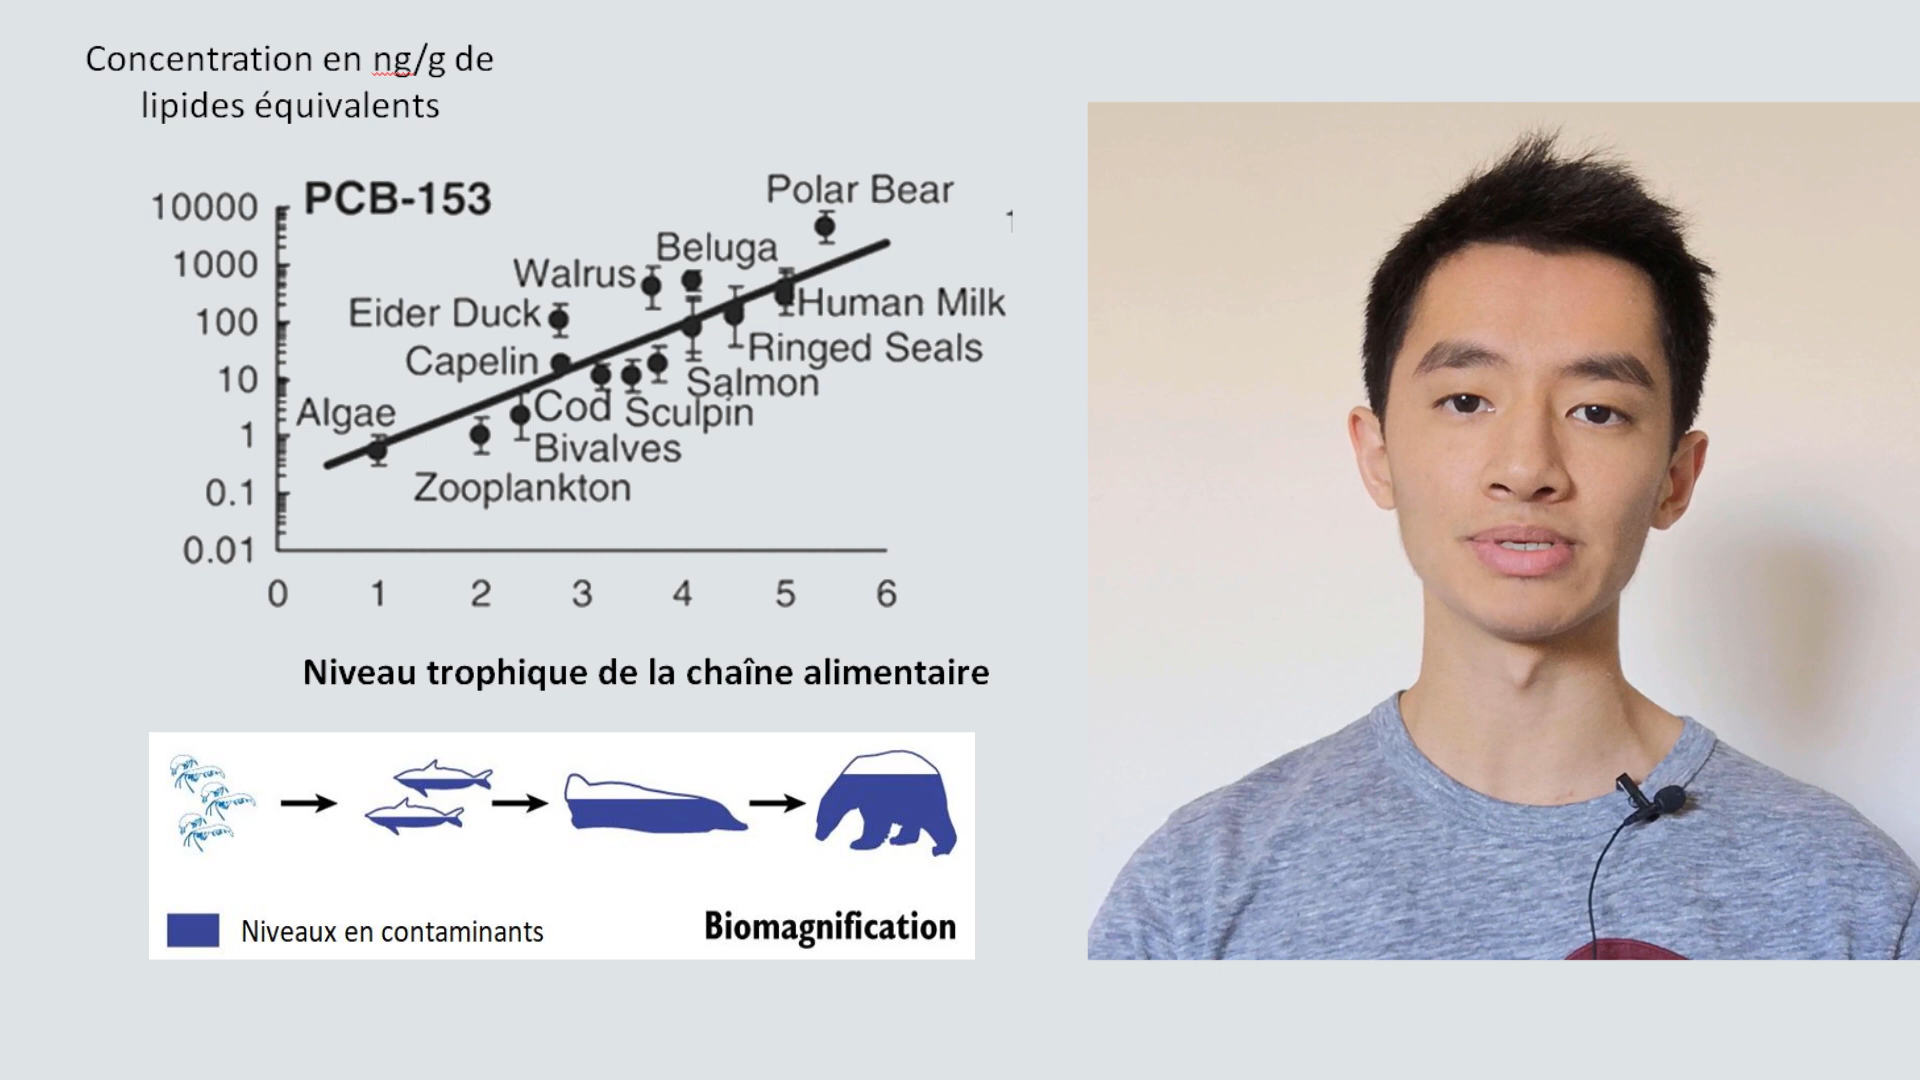 Concentration en ng/g de
lipides équivalents
PCB-153
10000
1000
100
10
1
0.1
0.01
Polar Bear
Beluga
Walrus
Human Milk
Eider Duck
Ringed Seals
Capelin
Salmon
Algae
Cod
Sculpin
Bivalves
Zooplankton
0 1 2 3 4 5 6
Niveau trophique de la chaîne alimentaire
Niveaux en contaminants
Biomagnification